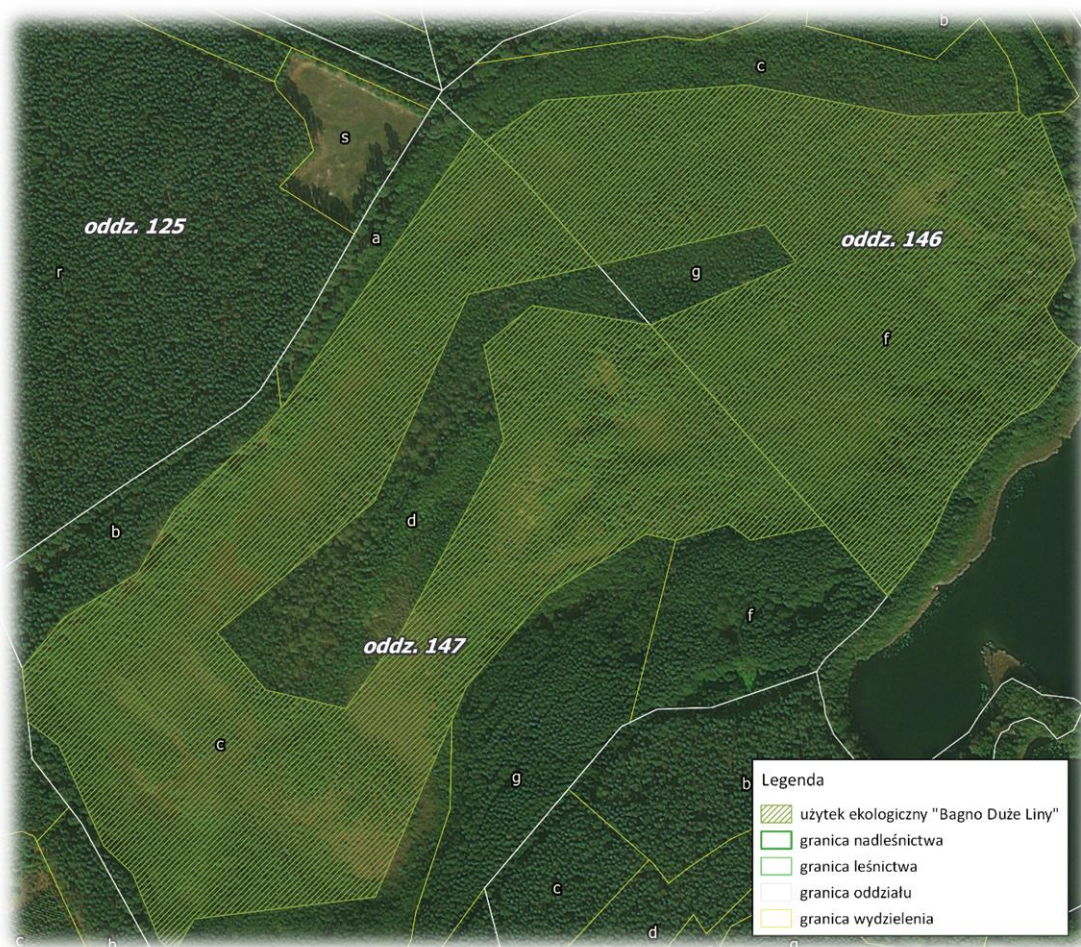 b
c
s
oddz. 125
a
oddz. 146
r
g
f
d
b
f
oddz. 147
c
g
b
c
d
c
b
Legenda
użytek ekologiczny "Bagno Duże Liny"
granica nadleśnictwa
granica leśnictwa
granica oddziału
granica wydzielenia